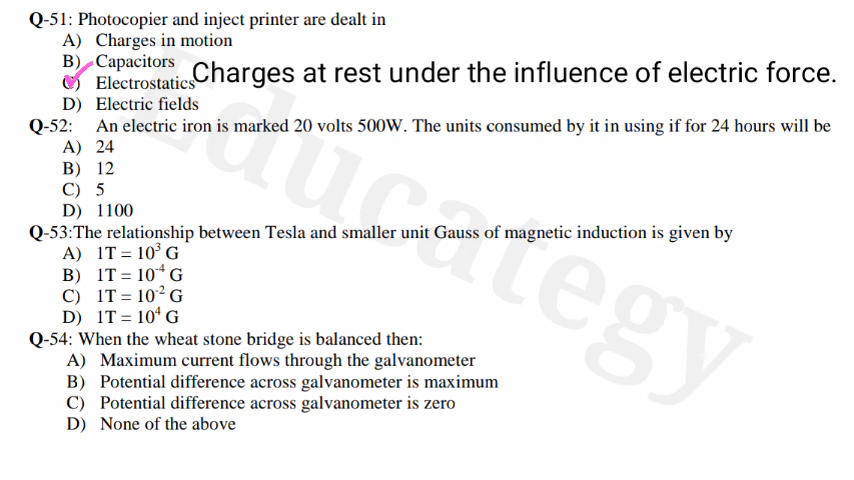 Q-51: Photocopier and inject printer are dealt in
A) Charges in motion
B) Capacitors
C) Electrostatics Charges at rest under the influence of electric force.
D) Electric fields
Q-52: An electric iron is marked 20 volts 500W. The units consumed by it in using if for 24 hours will be
A) 24
B) 12
C) 5
D) 1100
Q-53:The relationship between Tesla and smaller unit Gauss of magnetic induction is given by
A) 1T = 10³ G
B) 1T = 10⁻⁴ G
C) 1T = 10⁻² G
D) 1T = 10⁴ G
Q-54: When the wheat stone bridge is balanced then:
A) Maximum current flows through the galvanometer
B) Potential difference across galvanometer is maximum
C) Potential difference across galvanometer is zero
D) None of the above
Educategy